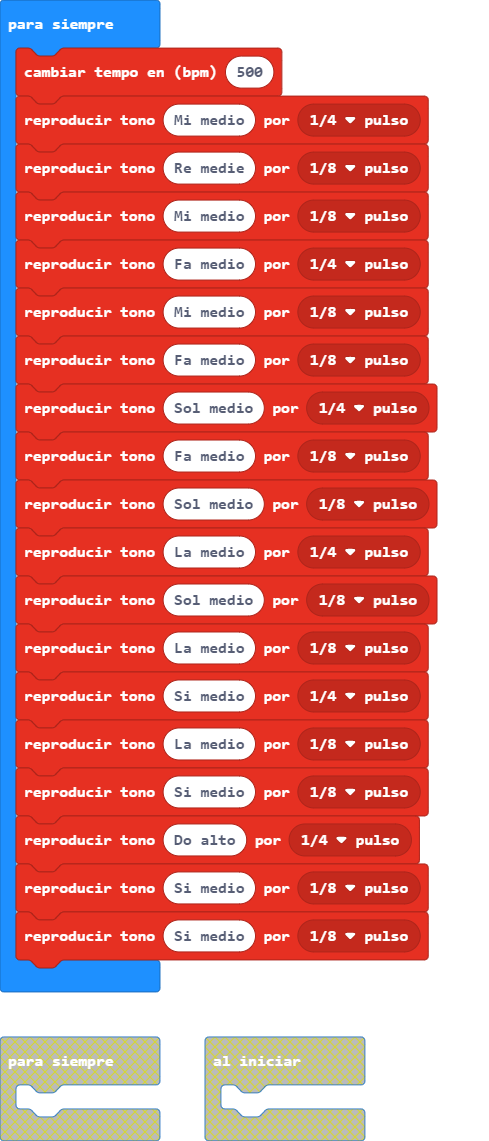 para siempre
cambiar tempo en (bpm) 500
reproducir tono Mi medio por 1/4 pulso
reproducir tono Re medie por 1/8 pulso
reproducir tono Mi medio por 1/8 pulso
reproducir tono Fa medio por 1/4 pulso
reproducir tono Mi medio por 1/8 pulso
reproducir tono Fa medio por 1/8 pulso
reproducir tono Sol medio por 1/4 pulso
reproducir tono Fa medio por 1/8 pulso
reproducir tono Sol medio por 1/8 pulso
reproducir tono La medio por 1/4 pulso
reproducir tono Sol medio por 1/8 pulso
reproducir tono La medio por 1/8 pulso
reproducir tono Si medio por 1/4 pulso
reproducir tono La medio por 1/8 pulso
reproducir tono Si medio por 1/8 pulso
reproducir tono Do alto por 1/4 pulso
reproducir tono Si medio por 1/8 pulso
reproducir tono Si medio por 1/8 pulso
para siempre
al iniciar